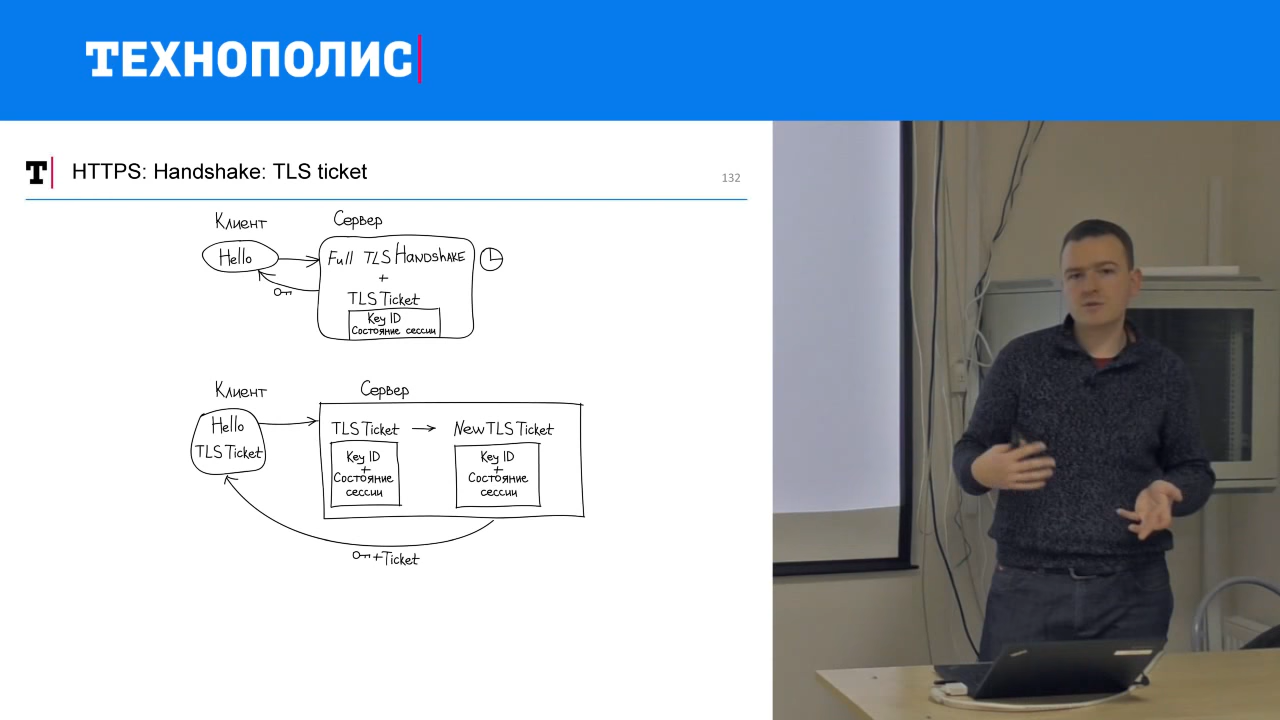 ТЕХНОПОЛИС
T HTTPS: Handshake: TLS ticket
132
Клиент Сервер
Hello
Full TLS Handshake
+
TLS Ticket
Key ID
Состояние сессии
Клиент Сервер
Hello
TLS Ticket
TLS Ticket New TLS Ticket
Key ID
+
Состояние
сессии
Key ID
+
Состояние
сессии
+Ticket